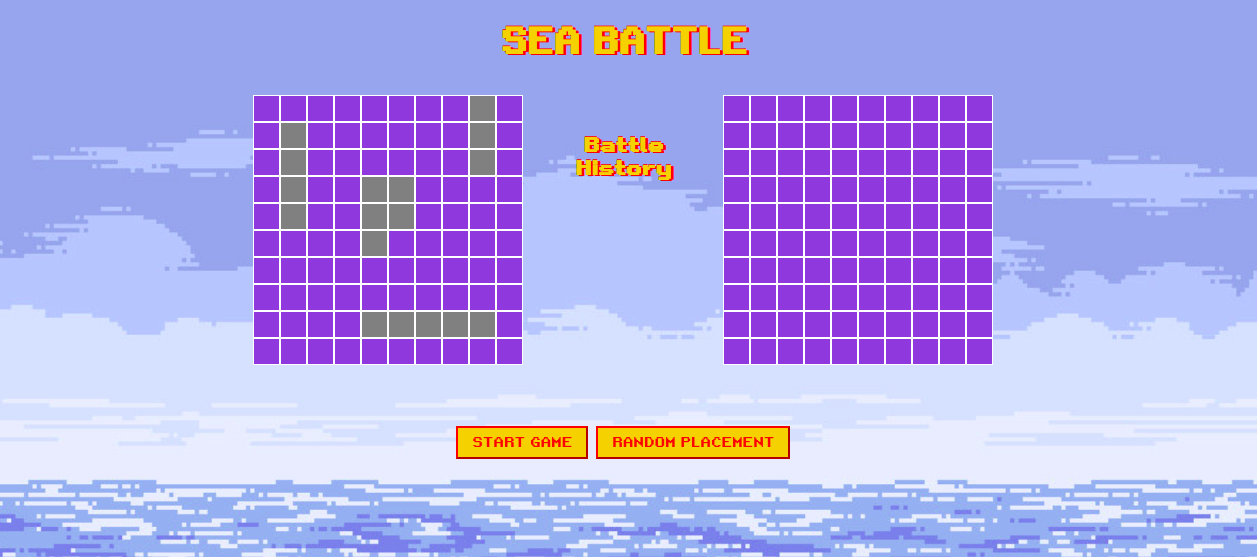 SEA BATTLE
Battle
History
START GAME
RANDOM PLACEMENT